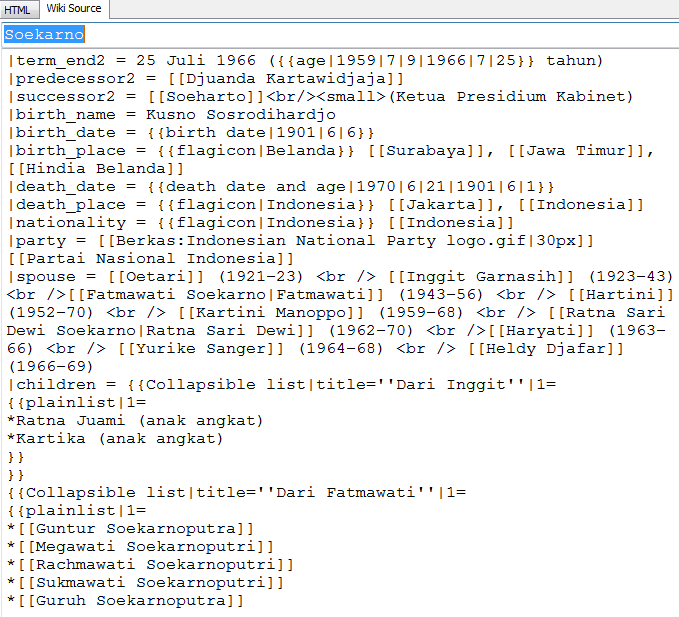 HTML Wiki Source
Soekarno
|term_end2 = 25 Juli 1966 ({{age|1959|7|9|1966|7|25}} tahun)
|predecessor2 = [[Djuanda Kartawidjaja]]
|successor2 = [[Soeharto]]<br/><small>(Ketua Presidium Kabinet)
|birth_name = Kusno Sosrodihardjo
|birth_date = {{birth date|1901|6|6}}
|birth_place = {{flagicon|Belanda}} [[Surabaya]], [[Jawa Timur]],
[[Hindia Belanda]]
|death_date = {{death date and age|1970|6|21|1901|6|1}}
|death_place = {{flagicon|Indonesia}} [[Jakarta]], [[Indonesia]]
|nationality = {{flagicon|Indonesia}} [[Indonesia]]
|party = [[Berkas:Indonesian National Party logo.gif|30px]]
[[Partai Nasional Indonesia]]
|spouse = [[Oetari]] (1921–23) <br /> [[Inggit Garnasih]] (1923–43)
<br />[[Fatmawati Soekarno|Fatmawati]] (1943–56) <br /> [[Hartini]]
(1952–70) <br /> [[Kartini Manoppo]] (1959–68) <br /> [[Ratna Sari
Dewi Soekarno|Ratna Sari Dewi]] (1962–70) <br />[[Haryati]] (1963–
66) <br /> [[Yurike Sanger]] (1964–68) <br /> [[Heldy Djafar]]
(1966–69)
|children = {{Collapsible list|title=''Dari Inggit''|1=
{{plainlist|1=
*Ratna Juami (anak angkat)
*Kartika (anak angkat)
}}
}}
{{Collapsible list|title=''Dari Fatmawati''|1=
{{plainlist|1=
*[[Guntur Soekarnoputra]]
*[[Megawati Soekarnoputri]]
*[[Rachmawati Soekarnoputri]]
*[[Sukmawati Soekarnoputri]]
*[[Guruh Soekarnoputra]]